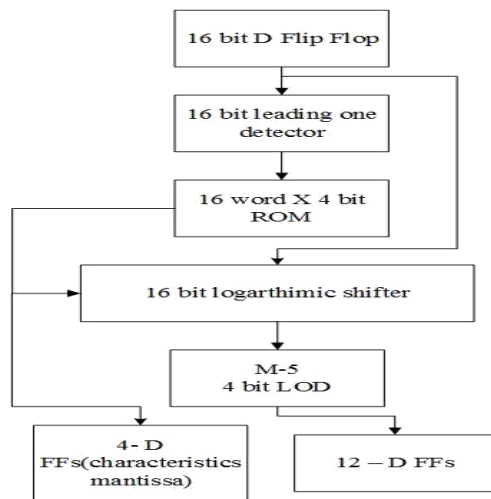 16 bit D Flip Flop
16 bit leading one
detector
16 word X 4 bit
ROM
16 bit logarthimic shifter
M-5
4 bit LOD
4- D
FFs(characteristics
mantissa)
12 – D FFs